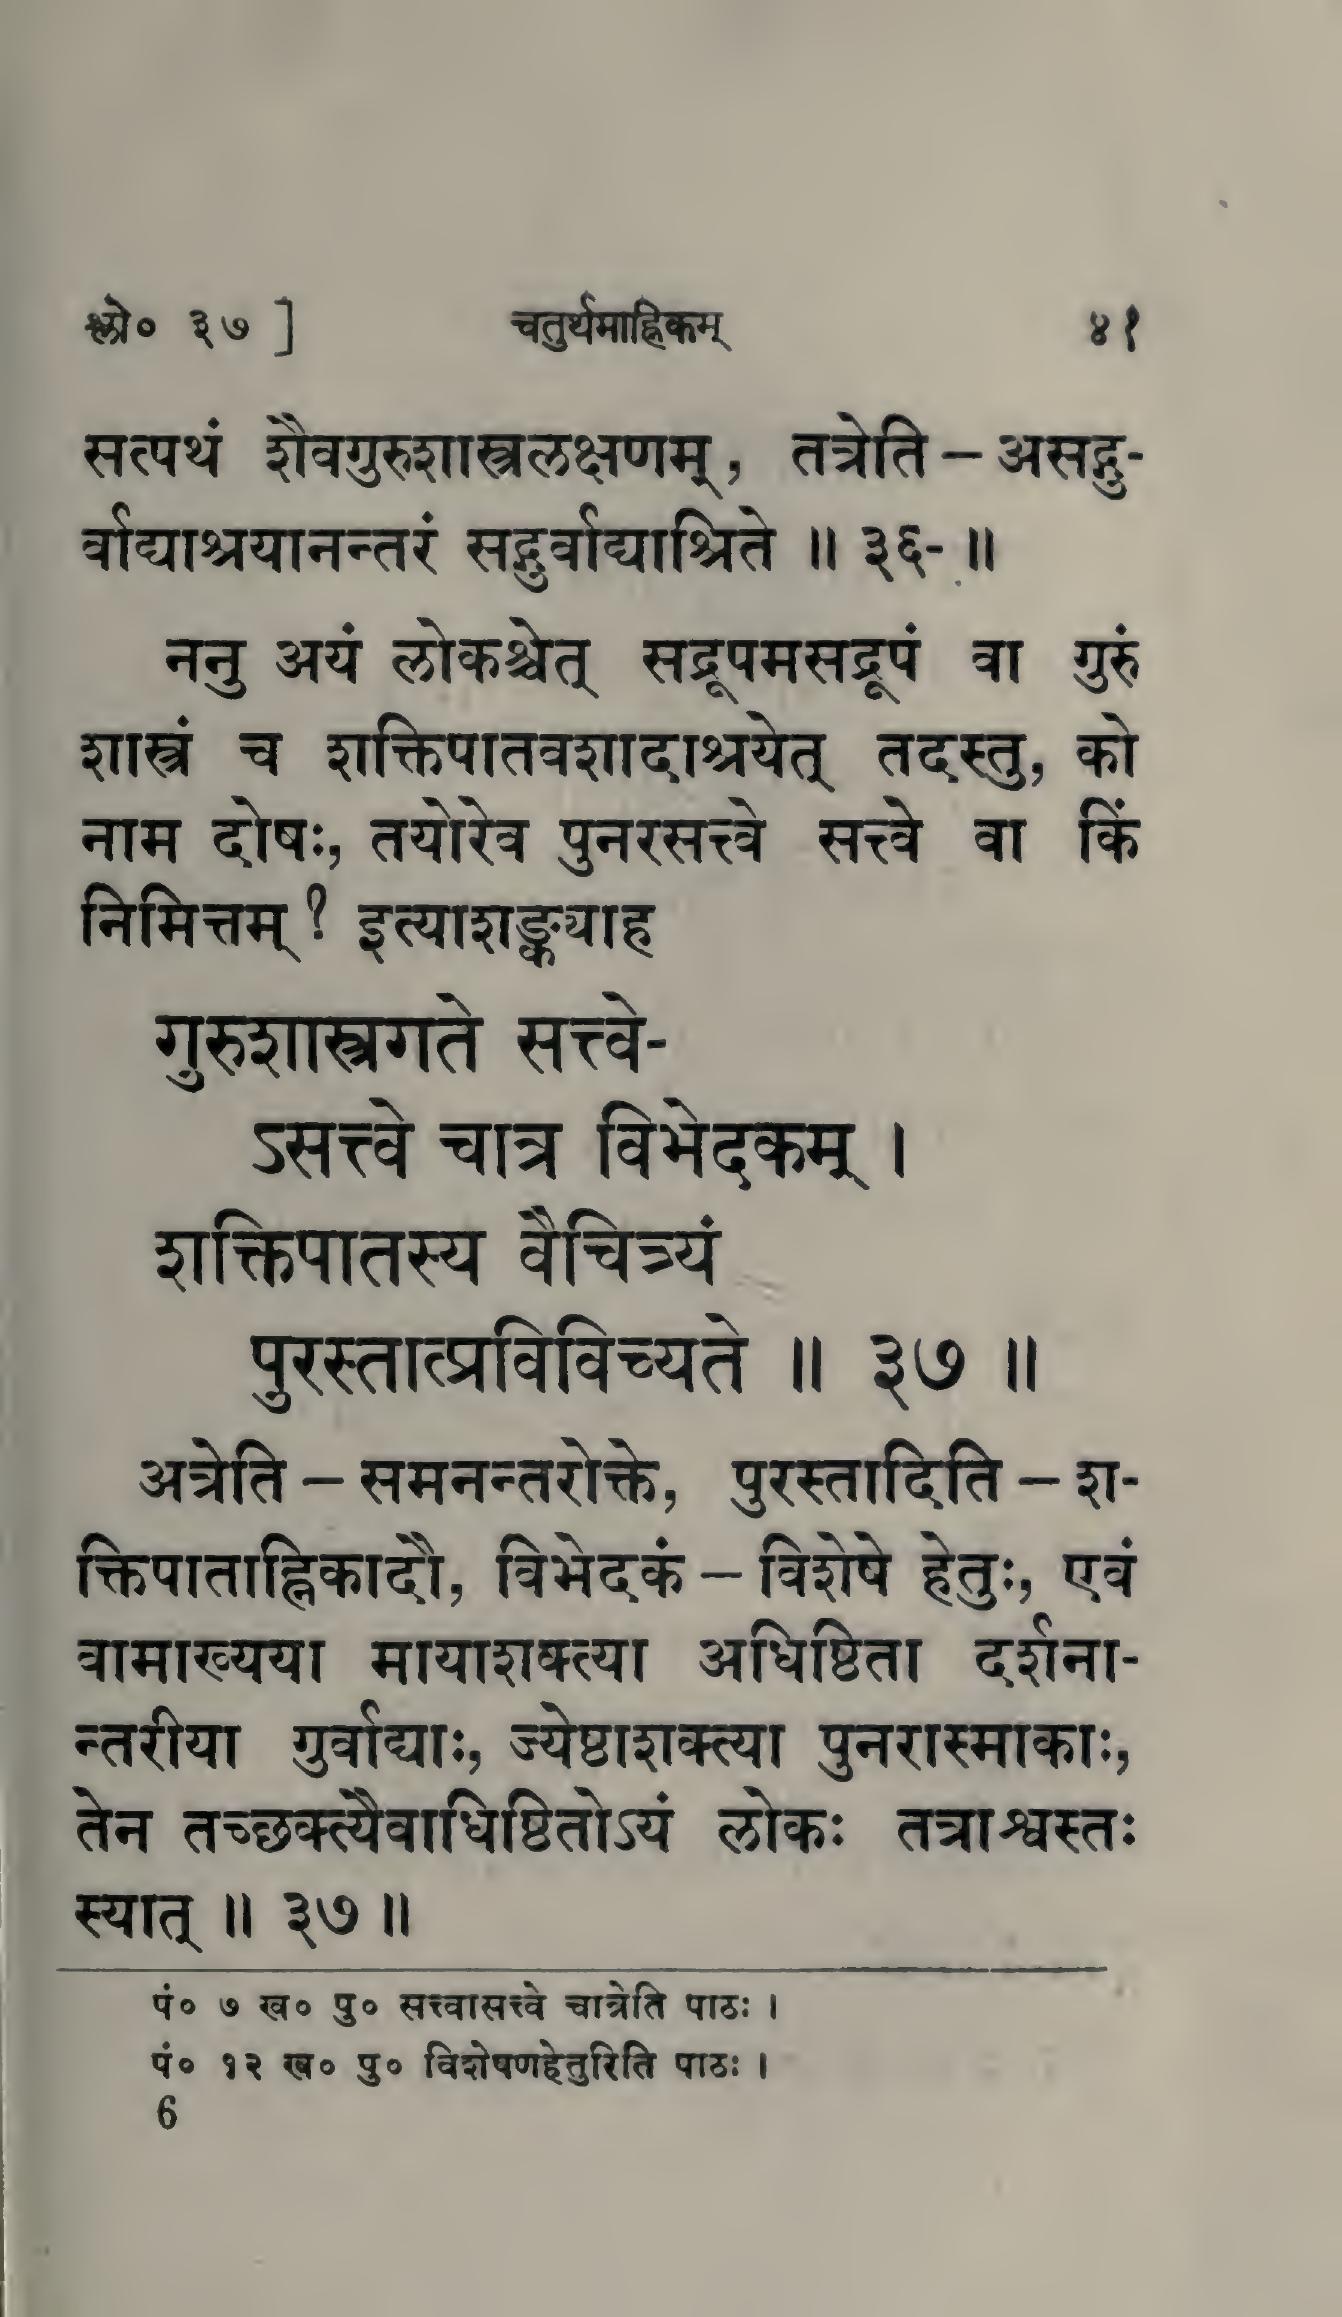 श्लो० ३७ ] चतुर्थमाह्निकम् ४१
सत्पथं शैवगुरुशास्त्रलक्षणम्, तत्रेति – असद्गु-
र्वाद्याश्रयानन्तरं सद्गुर्वाद्याश्रिते ॥ ३६- ॥
ननु अयं लोकश्चेत् सद्रूपमसद्रूपं वा गुरुं
शास्त्रं च शक्तिपातवशादाश्रयेत् तदस्तु, को
नाम दोषः, तयोरेव पुनरसत्त्वे सत्त्वे वा किं
निमित्तम् ? इत्याशङ्क्याह
गुरुशास्त्रगते सत्त्वे-
ऽसत्त्वे चात्र विभेदकम् ।
शक्तिपातस्य वैचित्र्यं
पुरस्तात्प्रविविच्यते ॥ ३७ ॥
अत्रेति – समनन्तरोक्ते, पुरस्तादिति – श-
क्तिपाताह्निकादौ, विभेदकं – विशेषे हेतुः, एवं
वामाख्यया मायाशक्त्या अधिष्ठिता दर्शना-
न्तरीया गुर्वाद्याः, ज्येष्ठाशक्त्या पुनरास्माकाः,
तेन तच्छक्त्यैवाधिष्ठितोऽयं लोकः तत्राश्वस्तः
स्यात् ॥ ३७ ॥
पं० ७ ख० पु० सत्त्वासत्त्वे चात्रेति पाठः ।
पं० १२ ख० पु० विशेषणहेतुरिति पाठः ।
6